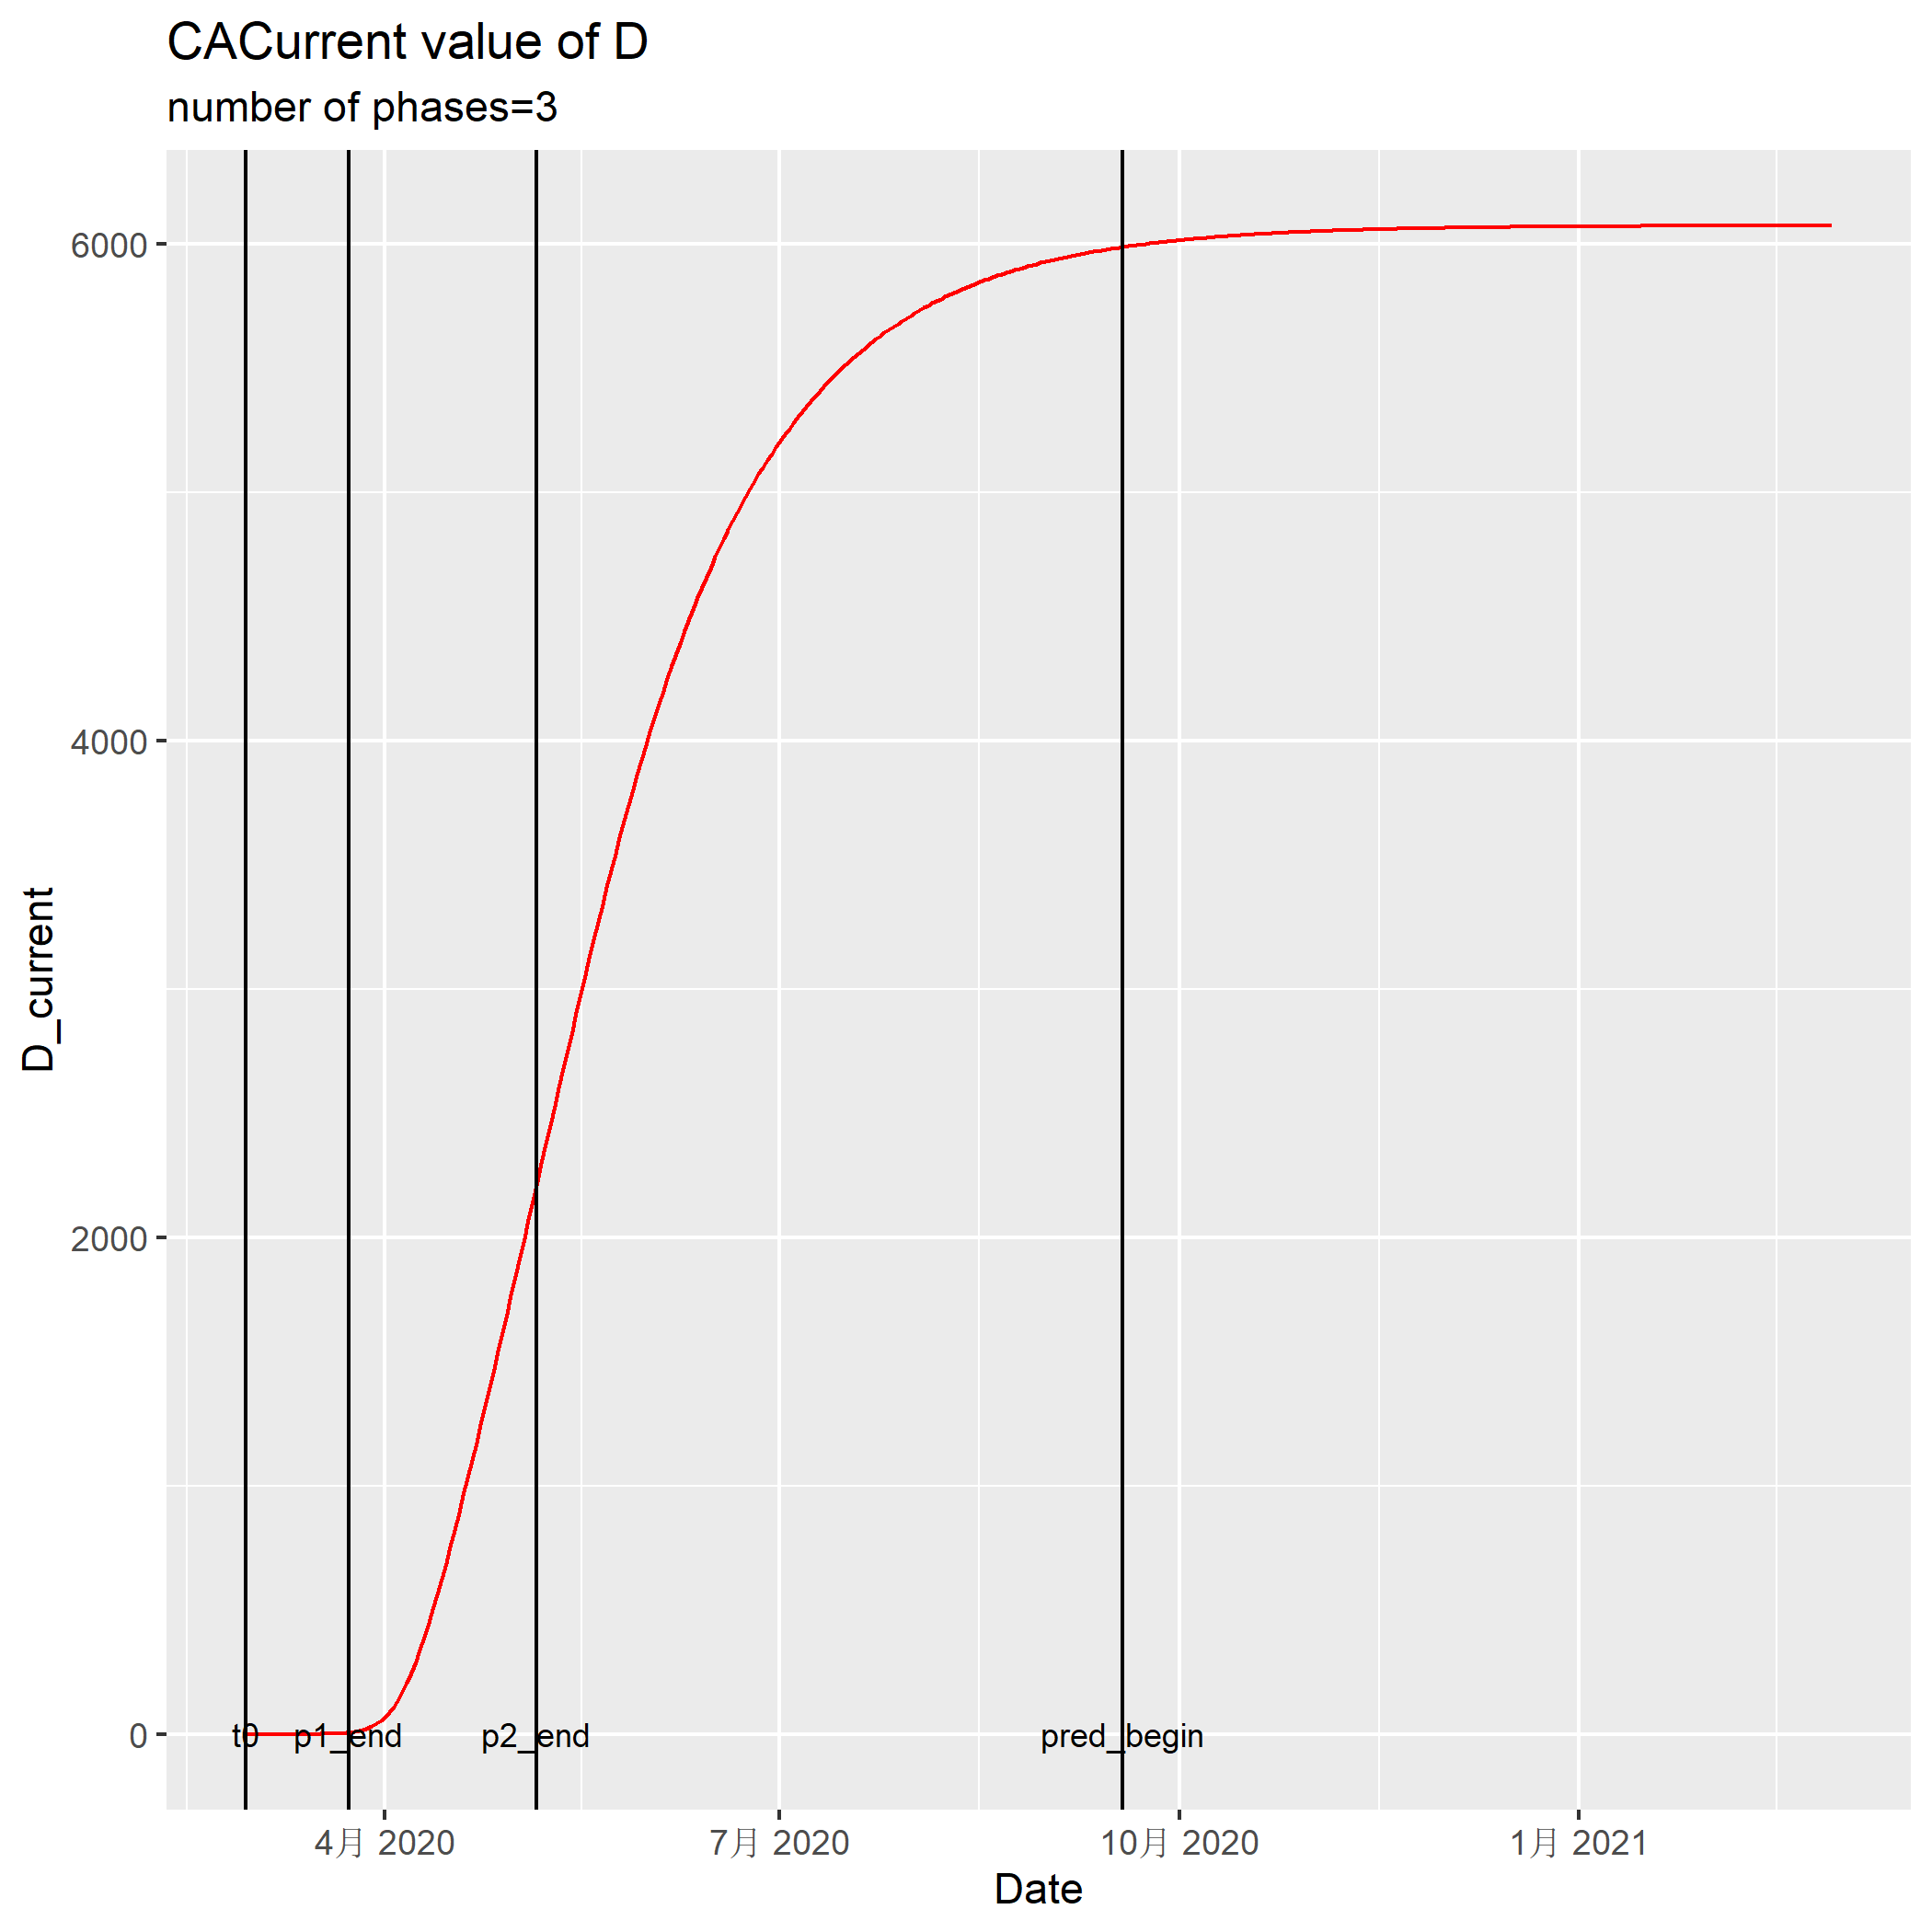 CACurrent value of D
number of phases=3
6000
4000
2000
0
D_current
t0
p1_end
p2_end
pred_begin
4月 2020
7月 2020
10月 2020
1月 2021
Date